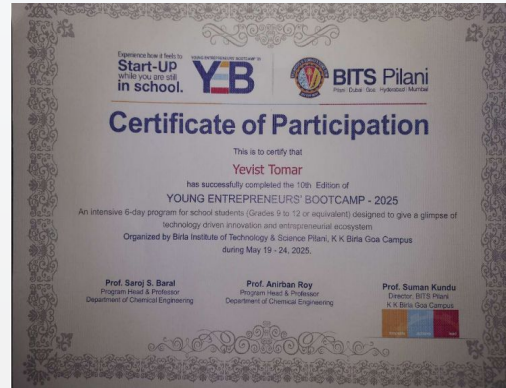 Experience how it feels to
Start-UP
while you are still
in school.
YOUNG ENTREPRENEURS' BOOTCAMP 10
YEB
BITS Pilani
Pilani | Dubai | Goa | Hyderabad | Mumbai
Certificate of Participation
This is to certify that
Yevist Tomar
has successfully completed the 10th Edition of
YOUNG ENTREPRENEURS' BOOTCAMP - 2025
An intensive 6-day program for school students (Grades 9 to 12 or equivalent) designed to give a glimpse of
technology driven innovation and entrepreneurial ecosystem
Organized by Birla Institute of Technology & Science Pilani, K K Birla Goa Campus
during May 19 - 24, 2025.
Prof. Saroj S. Baral
Program Head & Professor
Department of Chemical Engineering
Prof. Anirban Roy
Program Head & Professor
Department of Chemical Engineering
Prof. Suman Kundu
Director, BITS Pilani
K K Birla Goa Campus